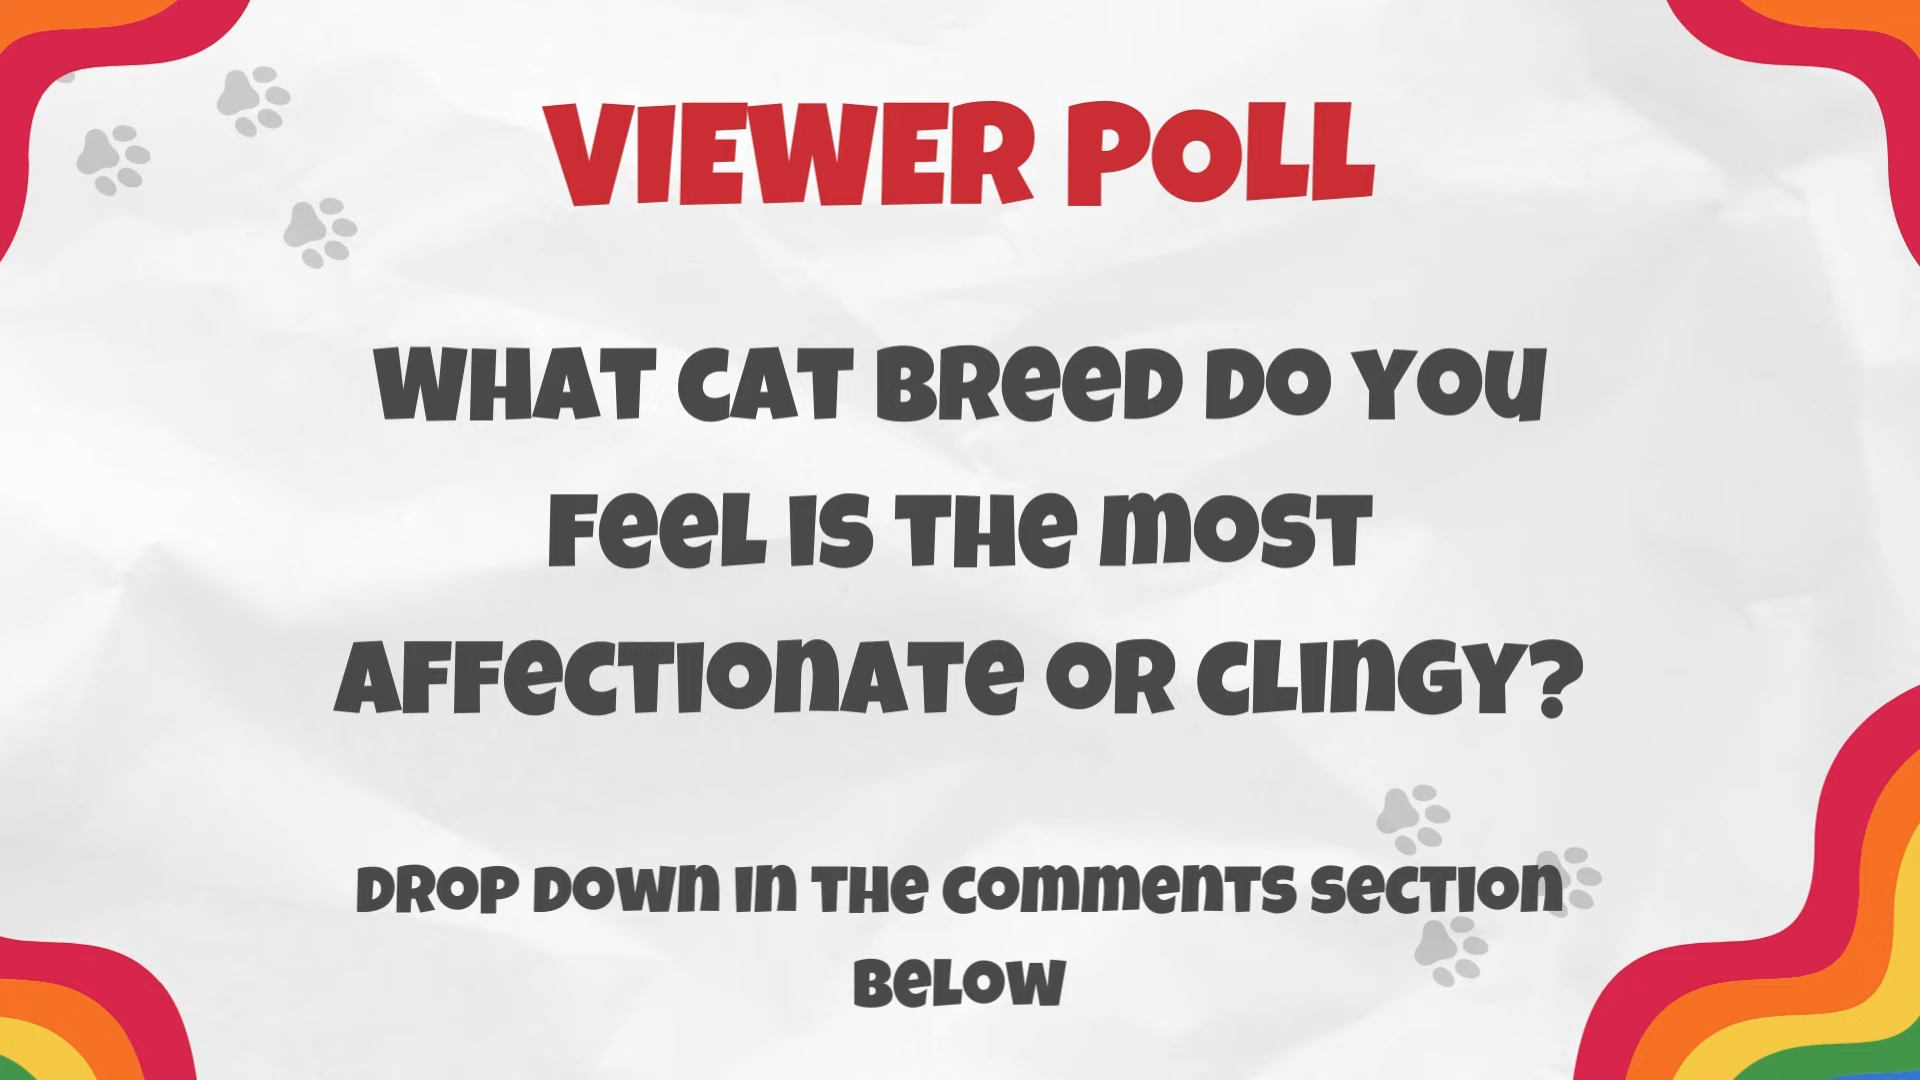 VIEWER POLL
WHAT CAT BREED DO YOU
FEEL IS THE MOST
AFFECTIONATE OR CLINGY?
DROP DOWN IN THE COMMENTS SECTION
BELOW